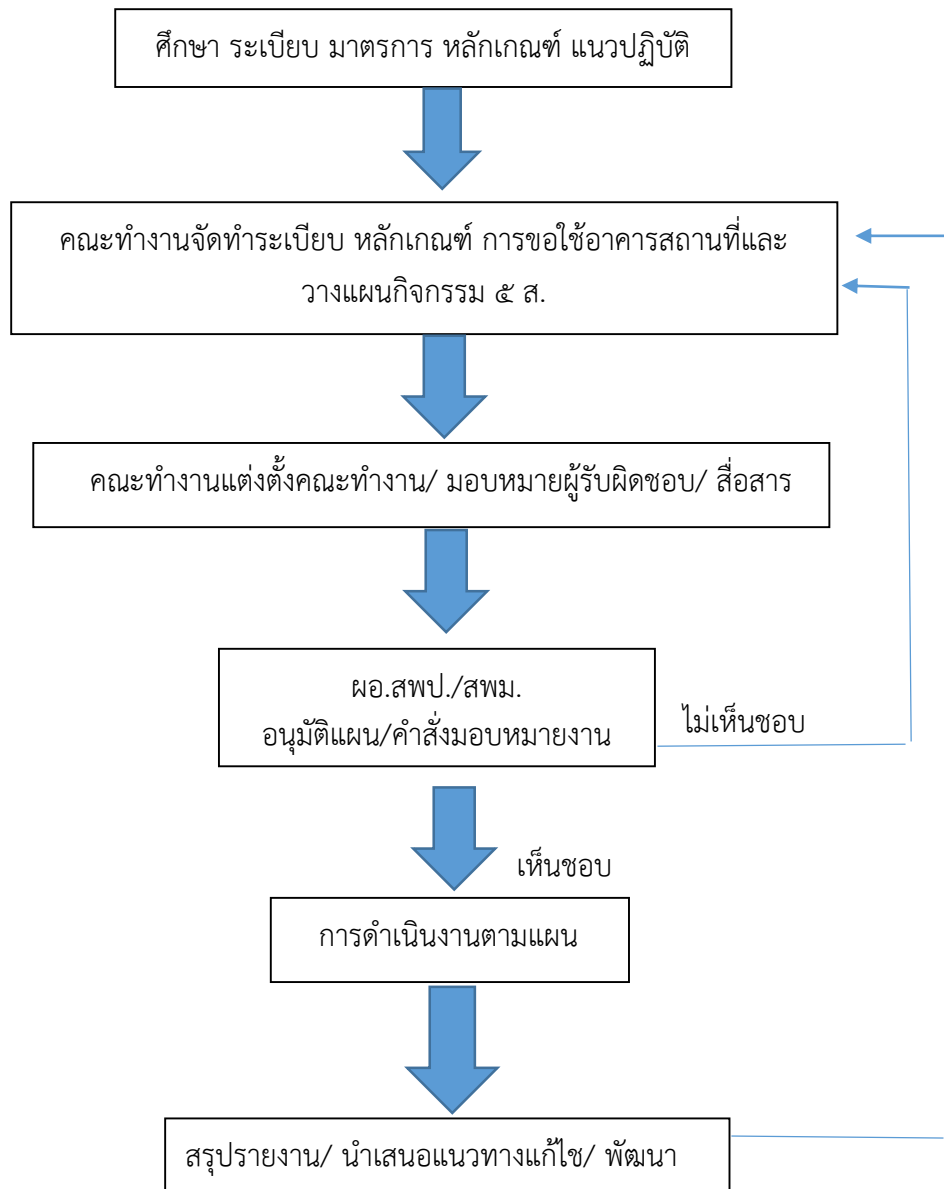 ศึกษา ระเบียบ มาตรการ หลักเกณฑ์ แนวปฏิบัติ
คณะทำงานจัดทำระเบียบ หลักเกณฑ์ การขอใช้อาคารสถานที่และ
วางแผนกิจกรรม ๕ ส.
คณะทำงานแต่งตั้งคณะทำงาน/ มอบหมายผู้รับผิดชอบ/ สื่อสาร
ผอ.สพป./สพม.
อนุมัติแผน/คำสั่งมอบหมายงาน
ไม่เห็นชอบ
เห็นชอบ
การดำเนินงานตามแผน
สรุปรายงาน/ นำเสนอแนวทางแก้ไช/ พัฒนา